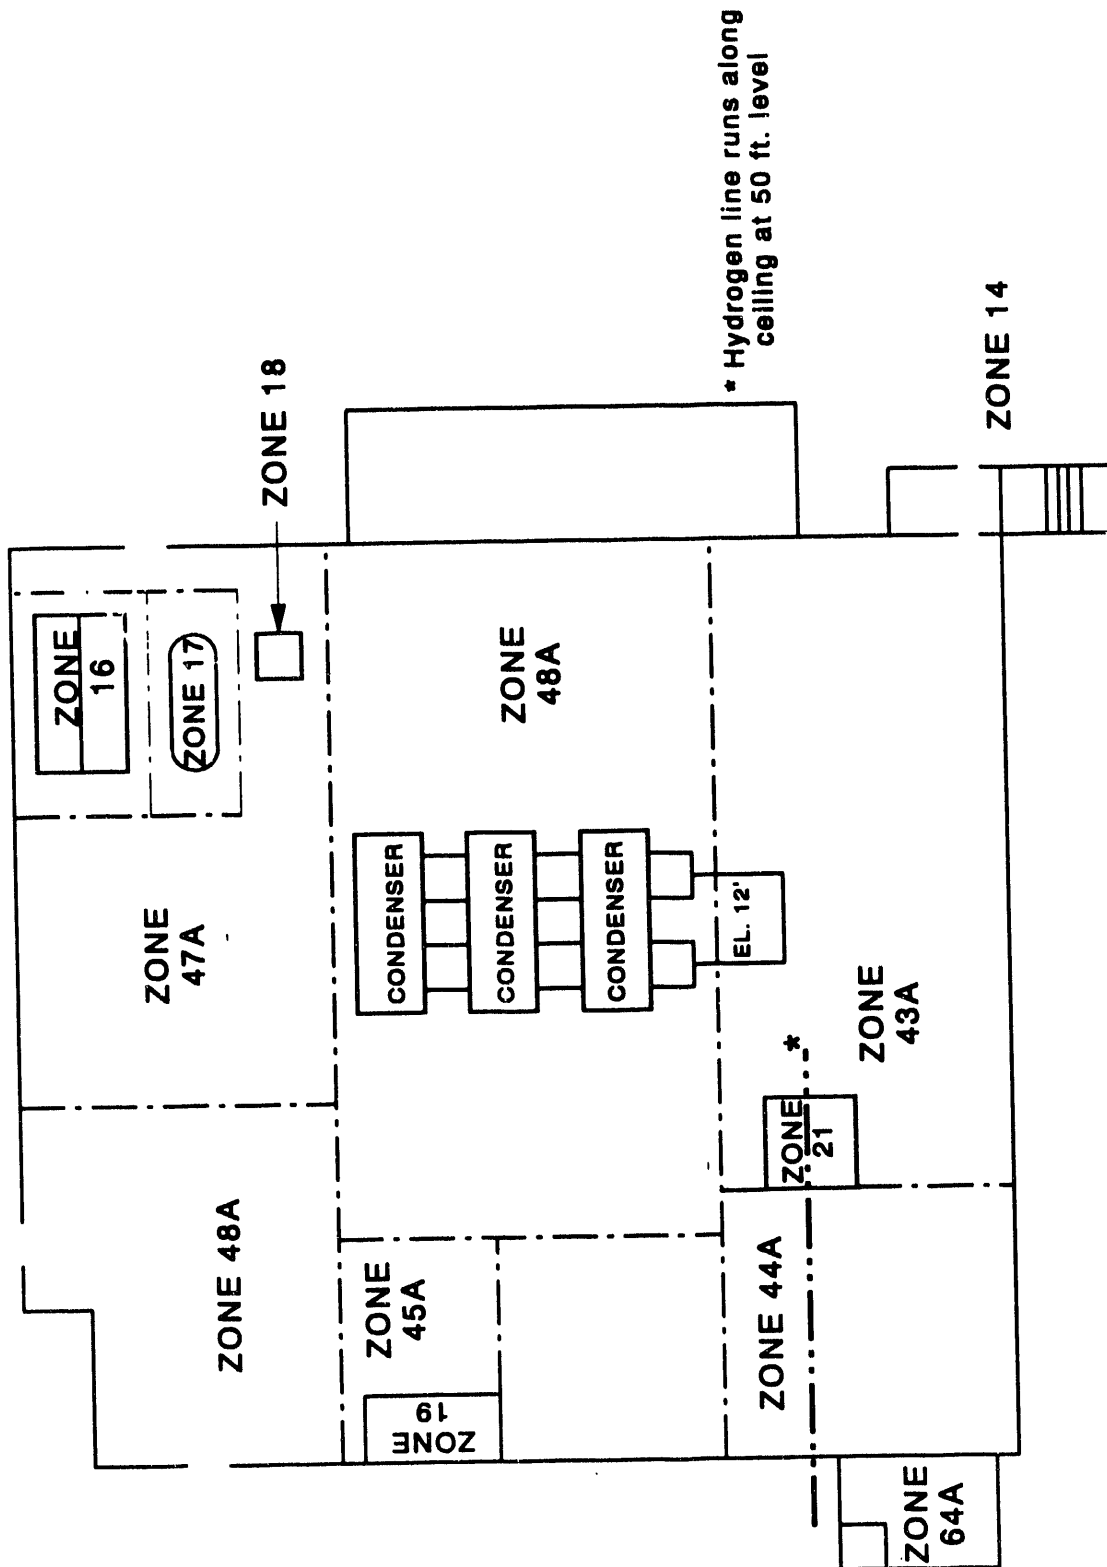 ZONE
16
ZONE 17
ZONE 18
ZONE
47A
ZONE 48A
CONDENSER
CONDENSER
CONDENSER
ZONE
48A
ZONE
45A
ZONE
19
EL. 12'
* Hydrogen line runs along
ceiling at 50 ft. level
*
ZONE
21
ZONE 44A
ZONE
43A
ZONE
64A
ZONE 14